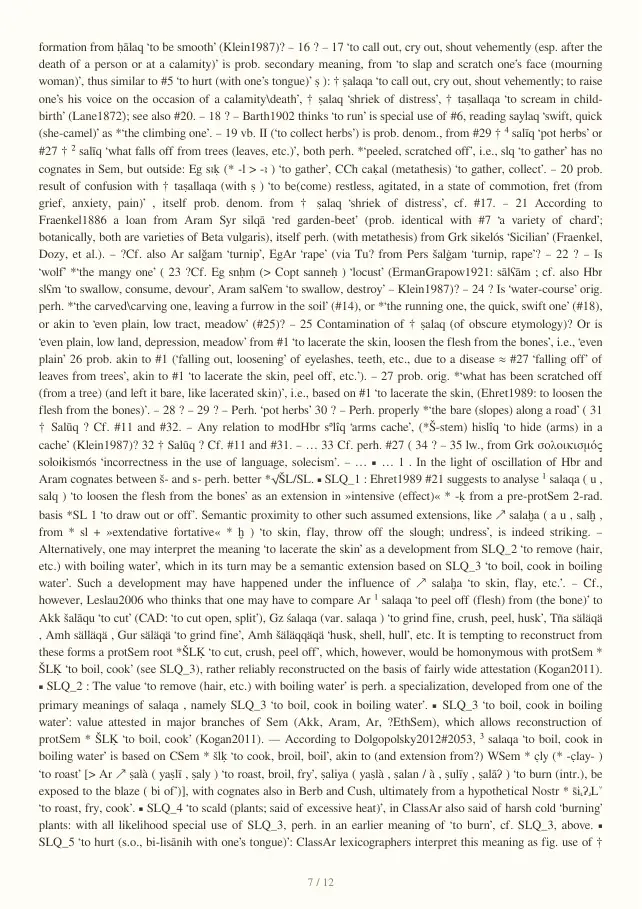 formation from ḥālaq ‘to be smooth’ (Klein1987)? – 16 ? – 17 ‘to call out, cry out, shout vehemently (esp. after the
death of a person or at a calamity)’ is prob. secondary meaning, from ‘to slap and scratch one's face (mourning
woman)’, thus similar to #5 ‘to hurt (with one's tongue)’ ṣ ): † ṣalaqa ‘to call out, cry out, shout vehemently; to raise
one's his voice on the occasion of a calamity\death’, † ṣalaq ‘shriek of distress’, † taṣallaqa ‘to scream in child-
birth’ (Lane1872); see also #20. – 18 ? – Barth1902 thinks ‘to run’ is special use of #6, reading saylaq ‘swift, quick
(she-camel)’ as *‘the climbing one’. – 19 vb. II (‘to collect herbs’) is prob. denom., from #29 † ⁴ salīq ‘pot herbs’ or
#27 † ² salīq ‘what falls off from trees (leaves, etc.)’, both perh. *‘peeled, scratched off’, i.e., slq ‘to gather’ has no
cognates in Sem, but outside: Eg sıḳ (* -l > -ı ) ‘to gather’, CCh caḳal (metathesis) ‘to gather, collect’. – 20 prob.
result of confusion with † taṣallaqa (with ṣ ) ‘to be(come) restless, agitated, in a state of commotion, fret (from
grief, anxiety, pain)’ , itself prob. denom. from † ṣalaq ‘shriek of distress’, cf. #17. – 21 According to
Fraenkel1886 a loan from Aram Syr silqā ‘red garden-beet’ (prob. identical with #7 ‘a variety of chard’;
botanically, both are varieties of Beta vulgaris), itself perh. (with metathesis) from Grk sikelós ‘Sicilian’ (Fraenkel,
Dozy, et al.). – ?Cf. also Ar salǧam ‘turnip’, EgAr ‘rape’ (via Tu? from Pers šalġam ‘turnip, rape’? – 22 ? – Is
‘wolf’ *‘the mangy one’ ( 23 ?Cf. Eg snḥm (> Copt sanneḥ ) ‘locust’ (ErmanGrapow1921: sālʕām ; cf. also Hbr
slʕm ‘to swallow, consume, devour’, Aram salʕem ‘to swallow, destroy’ – Klein1987)? – 24 ? Is ‘water-course’ orig.
perh. *‘the carved\carving one, leaving a furrow in the soil’ (#14), or *‘the running one, the quick, swift one’ (#18),
or akin to ‘even plain, low tract, meadow’ (#25)? – 25 Contamination of † ṣalaq (of obscure etymology)? Or is
‘even plain, low land, depression, meadow’ from #1 ‘to lacerate the skin, loosen the flesh from the bones’, i.e., ‘even
plain’ 26 prob. akin to #1 (‘falling out, loosening’ of eyelashes, teeth, etc., due to a disease ≈ #27 ‘falling off’ of
leaves from trees’, akin to #1 ‘to lacerate the skin, peel off, etc.’). – 27 prob. orig. *‘what has been scratched off
(from a tree) (and left it bare, like lacerated skin)’, i.e., based on #1 ‘to lacerate the skin, (Ehret1989: to loosen the
flesh from the bones)’. – 28 ? – 29 ? – Perh. ‘pot herbs’ 30 ? – Perh. properly *‘the bare (slopes) along a road’ ( 31
† Salūq ? Cf. #11 and #32. – Any relation to modHbr sᵊlīq ‘arms cache’, (*Š-stem) hislīq ‘to hide (arms) in a
cache’ (Klein1987)? 32 † Salūq ? Cf. #11 and #31. – … 33 Cf. perh. #27 ( 34 ? – 35 lw., from Grk σολοικισμός
soloikismós ‘incorrectness in the use of language, solecism’. – … ▪ … 1 . In the light of oscillation of Hbr and
Aram cognates between š- and s- perh. better *√ŠL/SL. ▪ SLQ_1 : Ehret1989 #21 suggests to analyse ¹ salaqa ( u ,
salq ) ‘to loosen the flesh from the bones’ as an extension in »intensive (effect)« * -ḳ from a pre-protSem 2-rad.
basis *SL 1 ‘to draw out or off’. Semantic proximity to other such assumed extensions, like ↗ salaḫa ( a u , salḫ ,
from * sl + »extendative fortative« * ḫ ) ‘to skin, flay, throw off the slough; undress’, is indeed striking. –
Alternatively, one may interpret the meaning ‘to lacerate the skin’ as a development from SLQ_2 ‘to remove (hair,
etc.) with boiling water’, which in its turn may be a semantic extension based on SLQ_3 ‘to boil, cook in boiling
water’. Such a development may have happened under the influence of ↗ salaḫa ‘to skin, flay, etc.’. – Cf.,
however, Leslau2006 who thinks that one may have to compare Ar ¹ salaqa ‘to peel off (flesh) from (the bone)’ to
Akk šalāqu ‘to cut’ (CAD: ‘to cut open, split’), Gz śalaqa (var. salaqa ) ‘to grind fine, crush, peel, husk’, Tña säläqä
, Amh sälläqä , Gur säläqä ‘to grind fine’, Amh šäläqqäqä ‘husk, shell, hull’, etc. It is tempting to reconstruct from
these forms a protSem root *ŠLḲ ‘to cut, crush, peel off’, which, however, would be homonymous with protSem *
ŠLḲ ‘to boil, cook’ (see SLQ_3), rather reliably reconstructed on the basis of fairly wide attestation (Kogan2011).
▪ SLQ_2 : The value ‘to remove (hair, etc.) with boiling water’ is perh. a specialization, developed from one of the
primary meanings of salaqa , namely SLQ_3 ‘to boil, cook in boiling water’. ▪ SLQ_3 ‘to boil, cook in boiling
water’: value attested in major branches of Sem (Akk, Aram, Ar, ?EthSem), which allows reconstruction of
protSem * ŠLḲ ‘to boil, cook’ (Kogan2011). — According to Dolgopolsky2012#2053, ³ salaqa ‘to boil, cook in
boiling water’ is based on CSem * šlḳ ‘to cook, broil, boil’, akin to (and extension from?) WSem * c̣ly (* -c̣lay- )
‘to roast’ [> Ar ↗ ṣalà ( yaṣlī , ṣaly ) ‘to roast, broil, fry’, ṣaliya ( yaṣlà , ṣalan / à , ṣulīy , ṣalāʔ ) ‘to burn (intr.), be
exposed to the blaze ( bi of’)], with cognates also in Berb and Cush, ultimately from a hypothetical Nostr
‘to roast, fry, cook’. ▪ SLQ_4 ‘to scald (plants; said of excessive heat)’, in ClassAr also said of harsh cold ‘burning’
plants: with all likelihood special use of SLQ_3, perh. in an earlier meaning of ‘to burn’, cf. SLQ_3, above. ▪
SLQ_5 ‘to hurt (s.o., bi-lisānih with one's tongue)’: ClassAr lexicographers interpret this meaning as fig. use of †
7 / 12